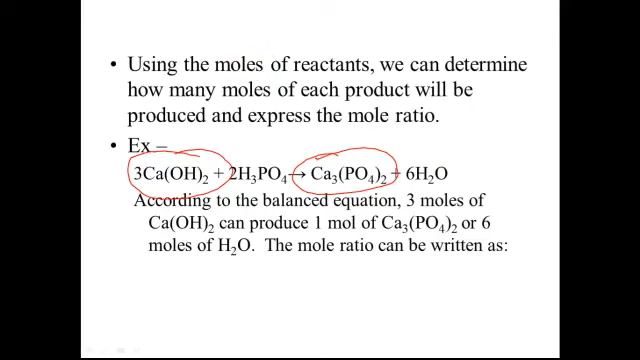 • Using the moles of reactants, we can determine
how many moles of each product will be
produced and express the mole ratio.
• Ex –
3Ca(OH)₂ + 2H₃PO₄→ Ca₃(PO₄)₂ + 6H₂O
According to the balanced equation, 3 moles of
Ca(OH)₂ can produce 1 mol of Ca₃(PO₄)₂ or 6
moles of H₂O. The mole ratio can be written as: